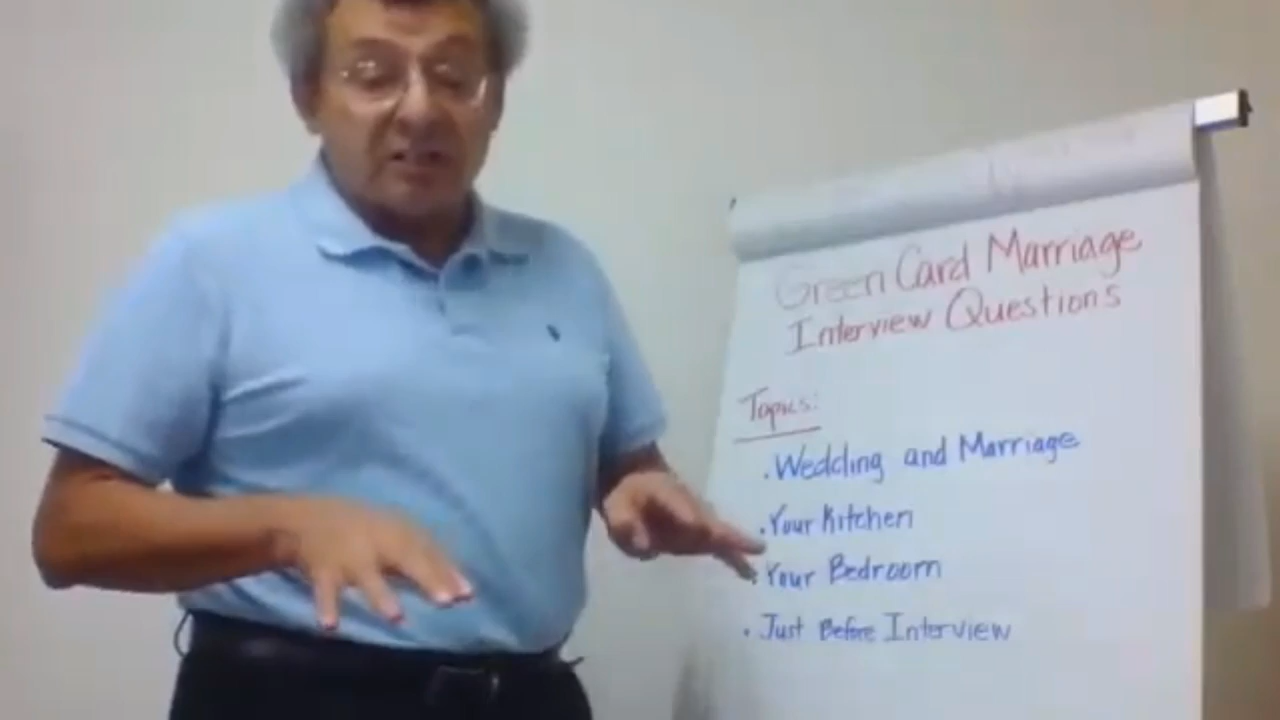 Green Card Marriage
Interview Questions
Topics:
. Wedding and Marriage
. Your Kitchen
. Your Bedroom
. Just Before Interview